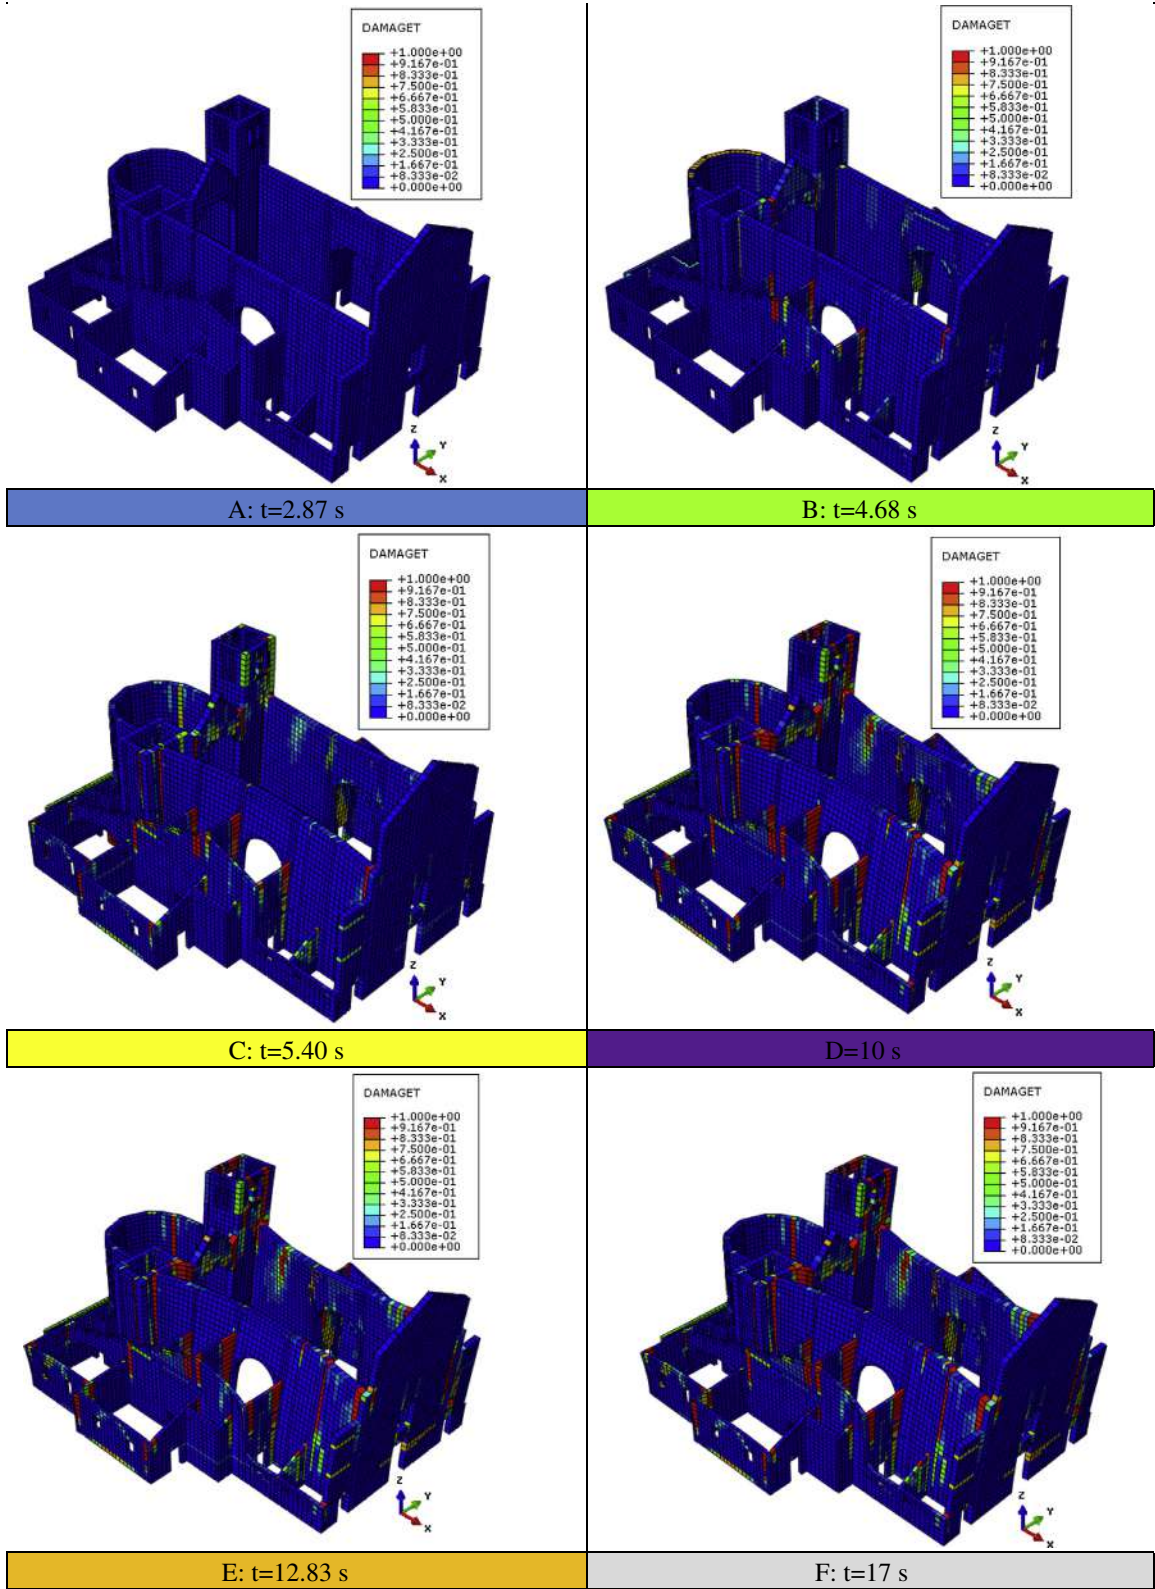 DAMAGET
+1.000e+00
+9.167e-01
+8.333e-01
+7.500e-01
+6.667e-01
+5.833e-01
+5.000e-01
+4.167e-01
+3.333e-01
+2.500e-01
+1.667e-01
+8.333e-02
+0.000e+00
Z
Y
X
DAMAGET
+1.000e+00
+9.167e-01
+8.333e-01
+7.500e-01
+6.667e-01
+5.833e-01
+5.000e-01
+4.167e-01
+3.333e-01
+2.500e-01
+1.667e-01
+8.333e-02
+0.000e+00
Z
Y
X
A: t=2.87 s
B: t=4.68 s
DAMAGET
+1.000e+00
+9.167e-01
+8.333e-01
+7.500e-01
+6.667e-01
+5.833e-01
+5.000e-01
+4.167e-01
+3.333e-01
+2.500e-01
+1.667e-01
+8.333e-02
+0.000e+00
Z
Y
X
DAMAGET
+1.000e+00
+9.167e-01
+8.333e-01
+7.500e-01
+6.667e-01
+5.833e-01
+5.000e-01
+4.167e-01
+3.333e-01
+2.500e-01
+1.667e-01
+8.333e-02
+0.000e+00
Z
Y
X
C: t=5.40 s
D=10 s
DAMAGET
+1.000e+00
+9.167e-01
+8.333e-01
+7.500e-01
+6.667e-01
+5.833e-01
+5.000e-01
+4.167e-01
+3.333e-01
+2.500e-01
+1.667e-01
+8.333e-02
+0.000e+00
Z
Y
X
DAMAGET
+1.000e+00
+9.167e-01
+8.333e-01
+7.500e-01
+6.667e-01
+5.833e-01
+5.000e-01
+4.167e-01
+3.333e-01
+2.500e-01
+1.667e-01
+8.333e-02
+0.000e+00
Z
Y
X
E: t=12.83 s
F: t=17 s